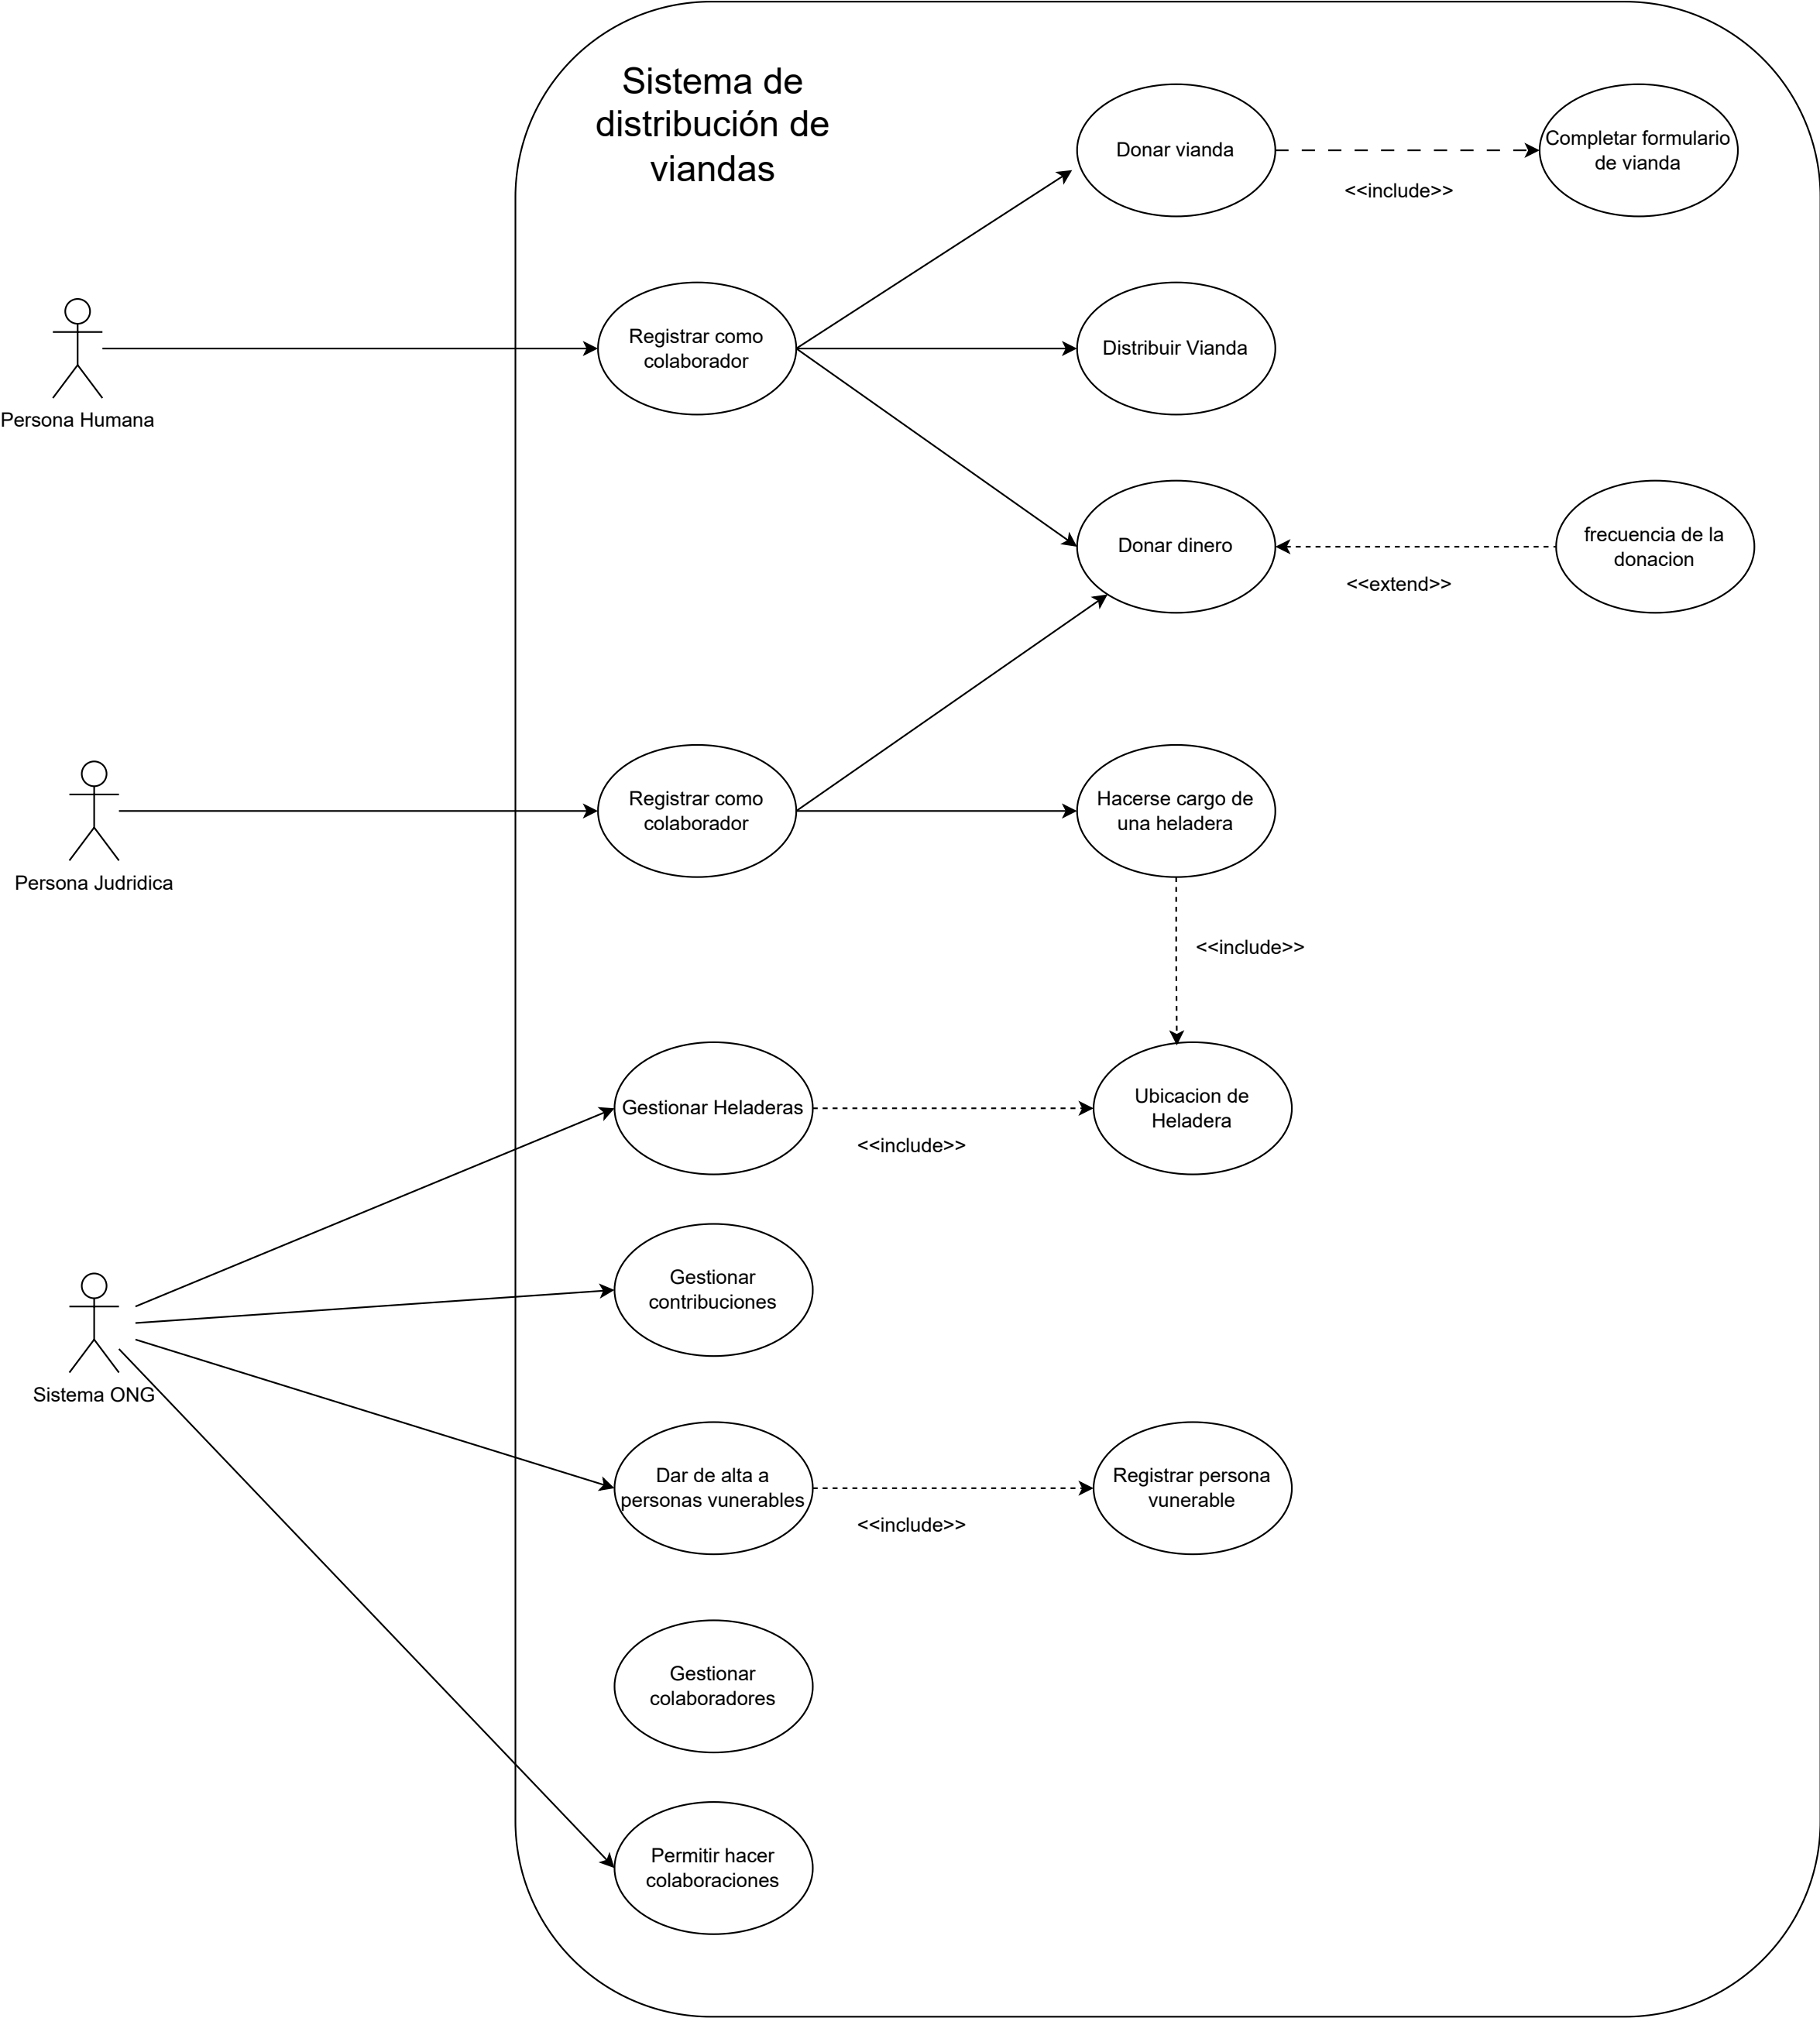 Sistema de
distribución de
viandas
Donar vianda
<<include>>
Completar formulario
de vianda
Persona Humana
Registrar como
colaborador
Distribuir Vianda
Donar dinero
<<extend>>
frecuencia de la
donacion
Persona Judridica
Registrar como
colaborador
Hacerse cargo de
una heladera
<<include>>
Gestionar Heladeras
<<include>>
Ubicacion de
Heladera
Sistema ONG
Gestionar
contribuciones
Dar de alta a
personas vunerables
<<include>>
Registrar persona
vunerable
Gestionar
colaboradores
Permitir hacer
colaboraciones